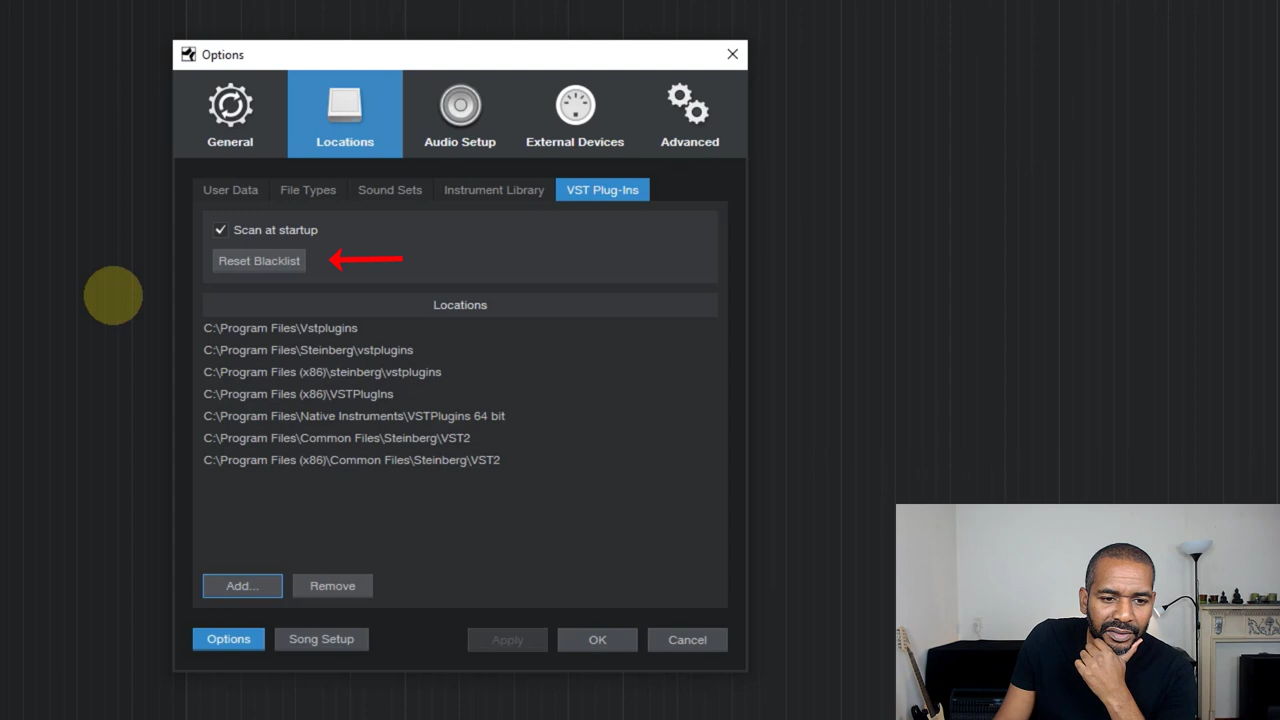 Options
General
Locations
Audio Setup
External Devices
Advanced
User Data
File Types
Sound Sets
Instrument Library
VST Plug-Ins
Scan at startup
Reset Blacklist
Locations
C:\Program Files\Vstplugins
C:\Program Files\Steinberg\vstplugins
C:\Program Files (x86)\steinberg\vstplugins
C:\Program Files (x86)\VSTPlugIns
C:\Program Files\Native Instruments\VSTPlugins 64 bit
C:\Program Files\Common Files\Steinberg\VST2
C:\Program Files (x86)\Common Files\Steinberg\VST2
Add...
Remove
Options
Song Setup
Apply
OK
Cancel